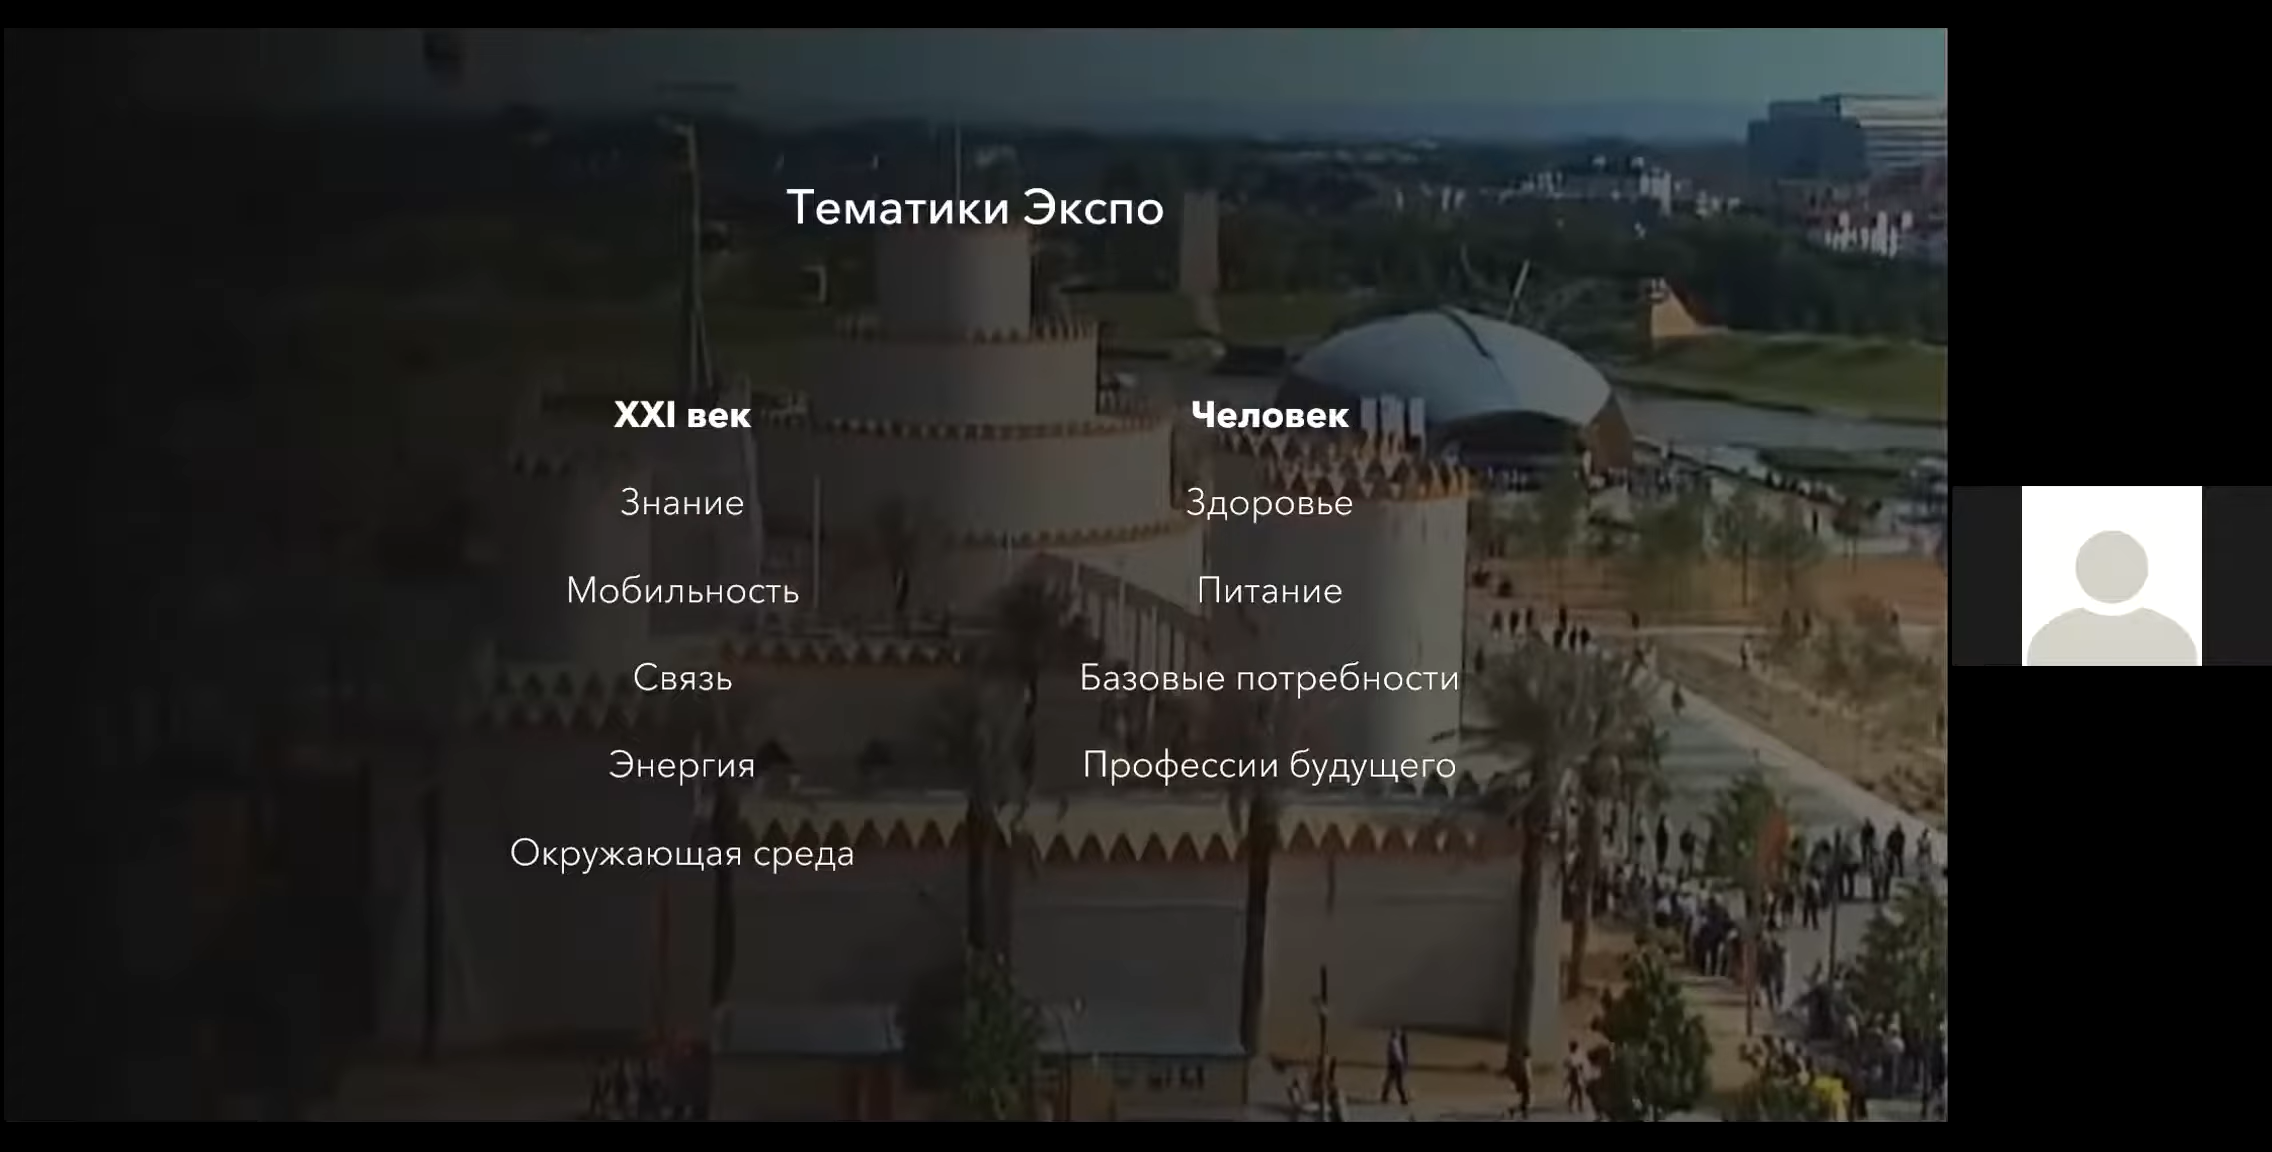 Тематики Экспо
XXI век
Знание
Мобильность
Связь
Энергия
Окружающая среда
Человек
Здоровье
Питание
Базовые потребности
Профессии будущего